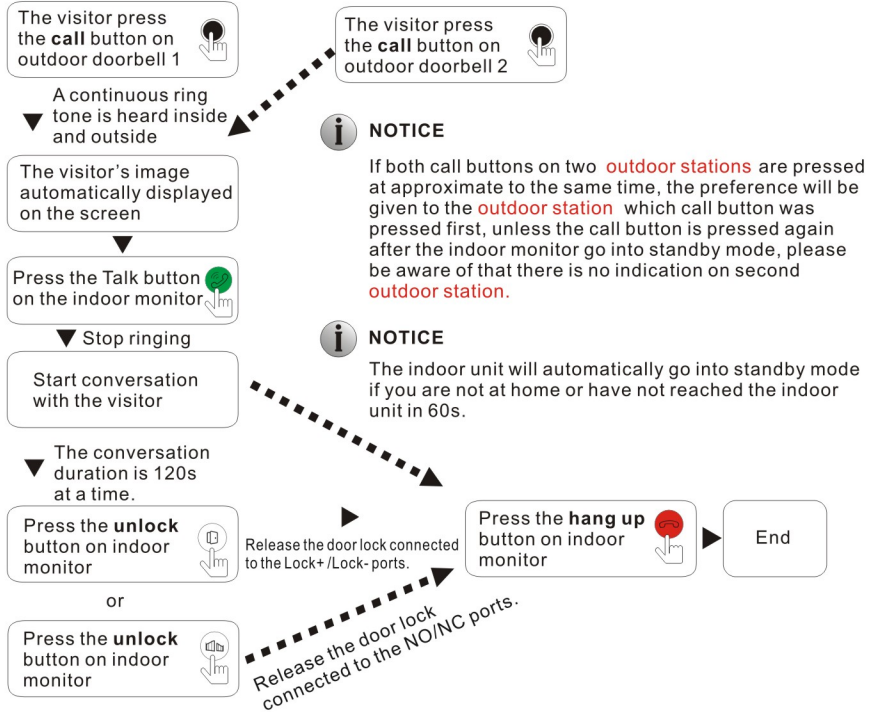 The visitor press
the call button on
outdoor doorbell 1
The visitor press
the call button on
outdoor doorbell 2
A continuous ring
tone is heard inside
and outside
NOTICE
If both call buttons on two outdoor stations are pressed
at approximate to the same time, the preference will be
given to the outdoor station which call button was
pressed first, unless the call button is pressed again
after the indoor monitor go into standby mode, please
be aware of that there is no indication on second
outdoor station.
The visitor's image
automatically displayed
on the screen
Press the Talk button
on the indoor monitor
Stop ringing
NOTICE
The indoor unit will automatically go into standby mode
if you are not at home or have not reached the indoor
unit in 60s.
Start conversation
with the visitor
The conversation
duration is 120s
at a time.
Press the unlock
button on indoor
monitor
Release the door lock connected
to the Lock+ /Lock- ports.
Press the hang up
button on indoor
monitor
End
or
Press the unlock
button on indoor
monitor
Release the door lock
connected to the NO/NC ports.